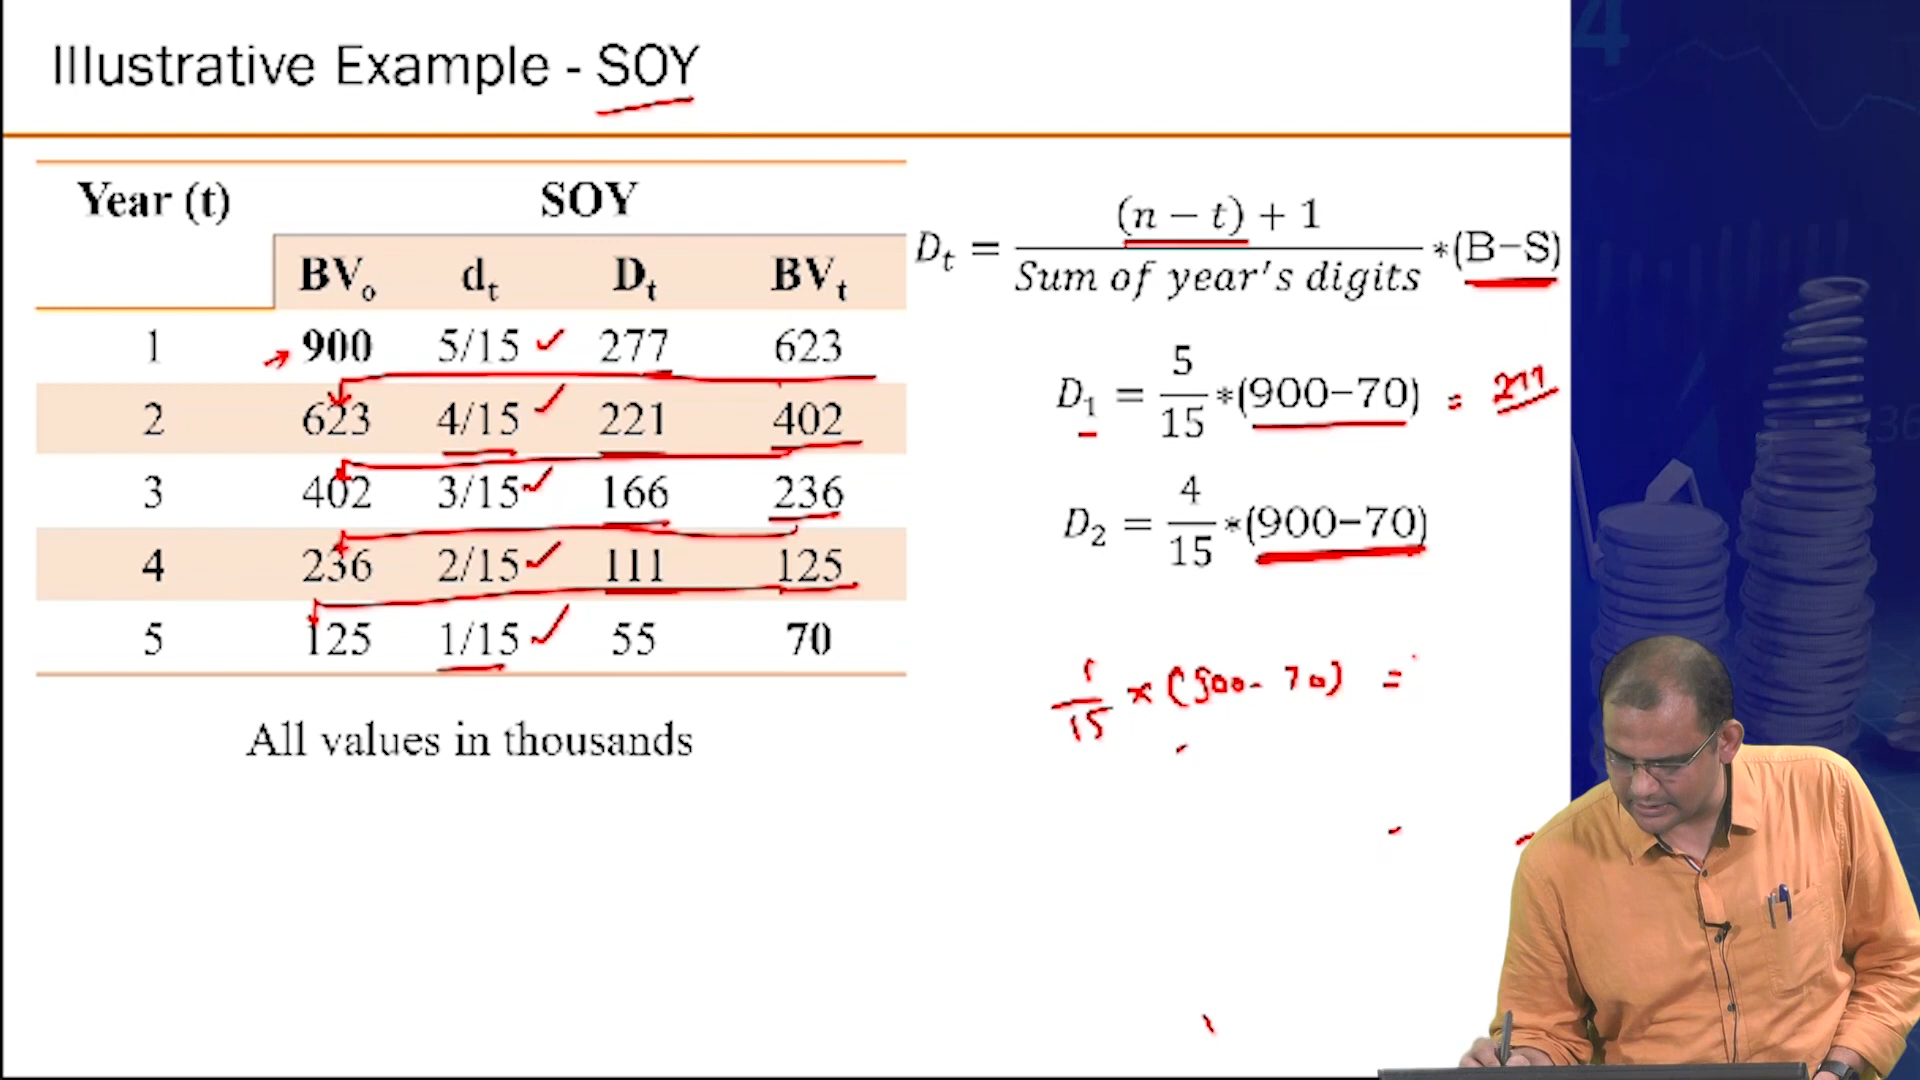 Illustrative Example - SOY
Year (t) SOY
BVo dt Dt BVt
1 900 5/15 277 623
2 623 4/15 221 402
3 402 3/15 166 236
4 236 2/15 111 125
5 125 1/15 55 70
All values in thousands
Dt = (n − t) + 1 / Sum of year's digits *(B−S)
D1 = 5/15 *(900−70) = 277
D2 = 4/15 *(900−70)
1/15 × (900 - 70) =
4